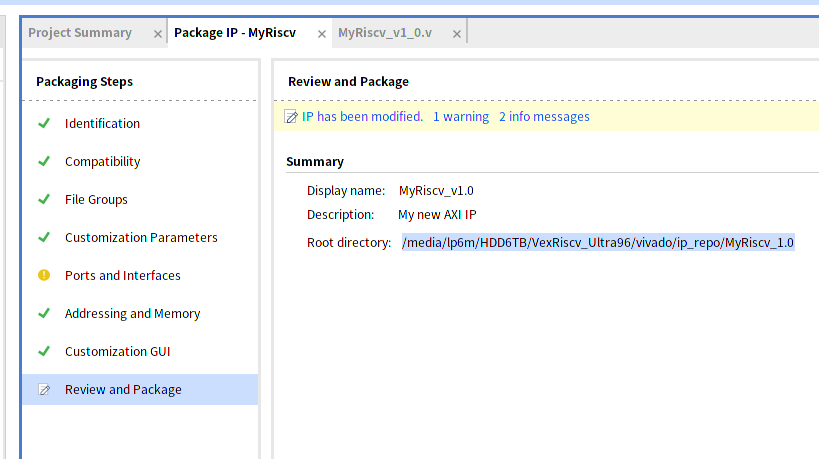 Project Summary
Package IP - MyRiscv
MyRiscv_v1_0.v
Packaging Steps
Identification
Compatibility
File Groups
Customization Parameters
Ports and Interfaces
Addressing and Memory
Customization GUI
Review and Package
Review and Package
IP has been modified. 1 warning 2 info messages
Summary
Display name: MyRiscv_v1.0
Description: My new AXI IP
Root directory: /media/lp6m/HDD6TB/VexRiscv_Ultra96/vivado/ip_repo/MyRiscv_1.0